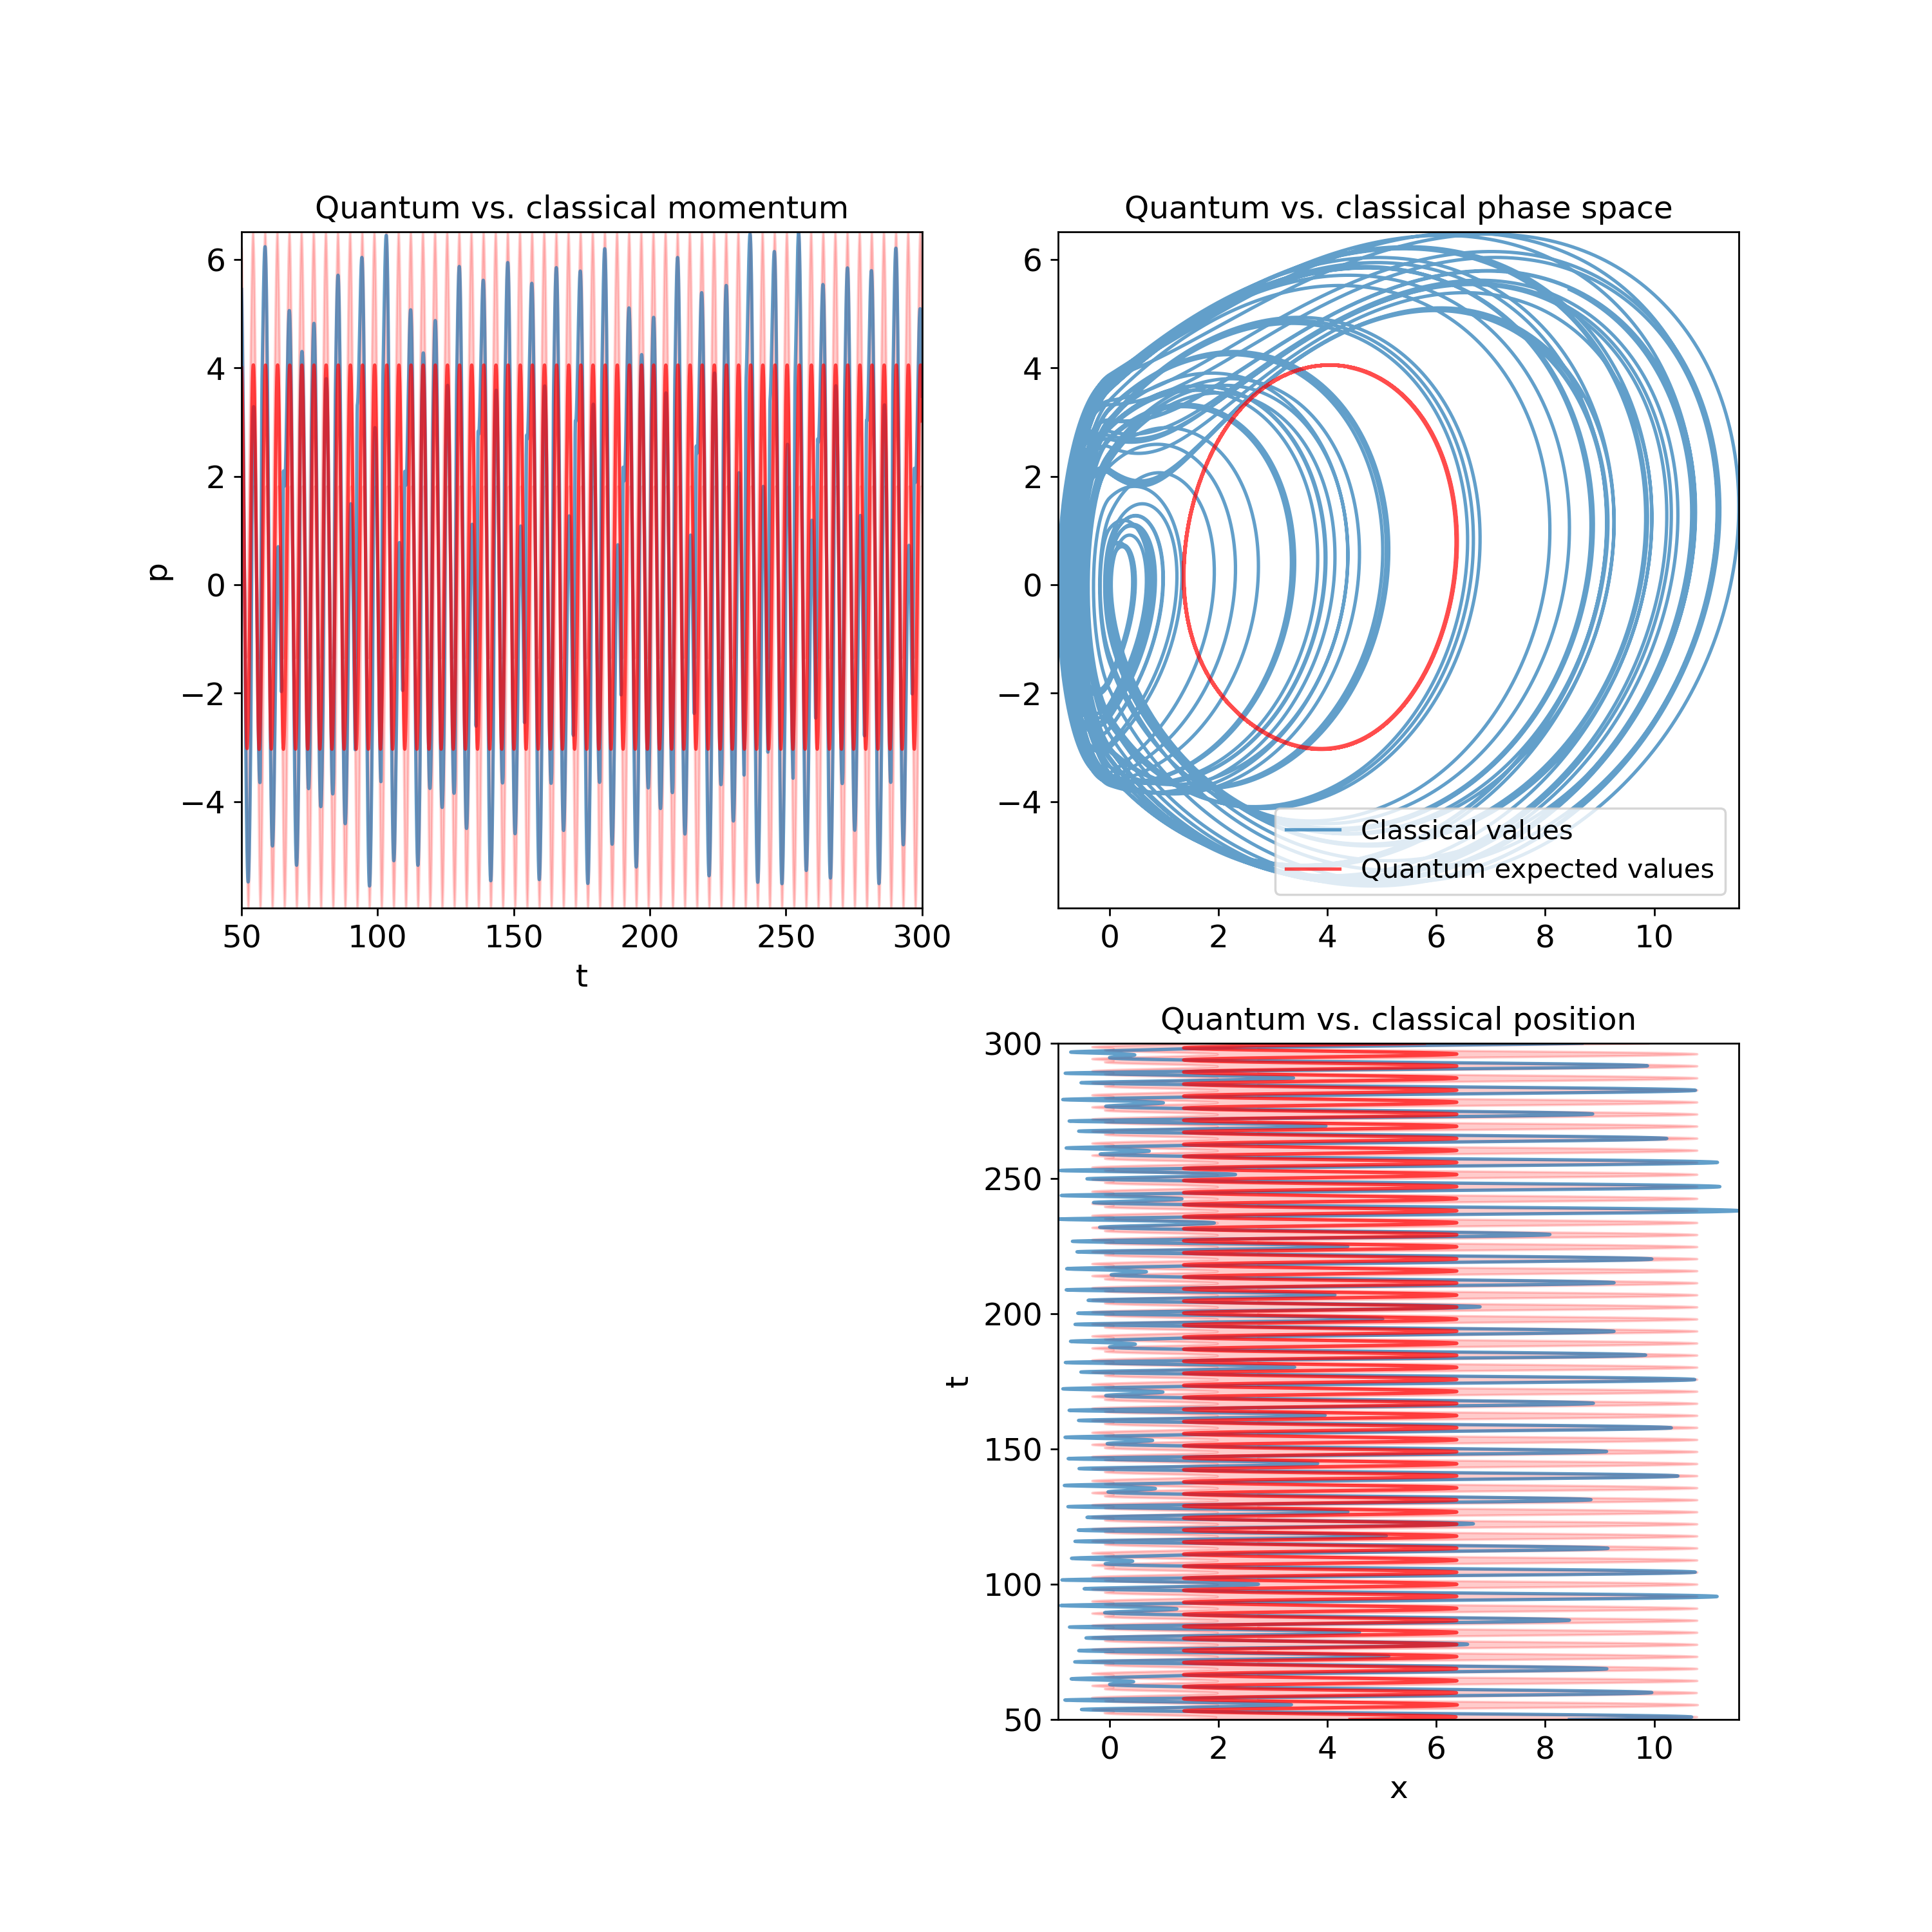 Quantum vs. classical momentum
6
4
2
0
−2
−4
p
50 100 150 200 250 300
t
Quantum vs. classical phase space
6
4
2
0
−2
−4
Classical values
Quantum expected values
0 2 4 6 8 10
Quantum vs. classical position
300
250
200
150
100
50
t
0 2 4 6 8 10
x